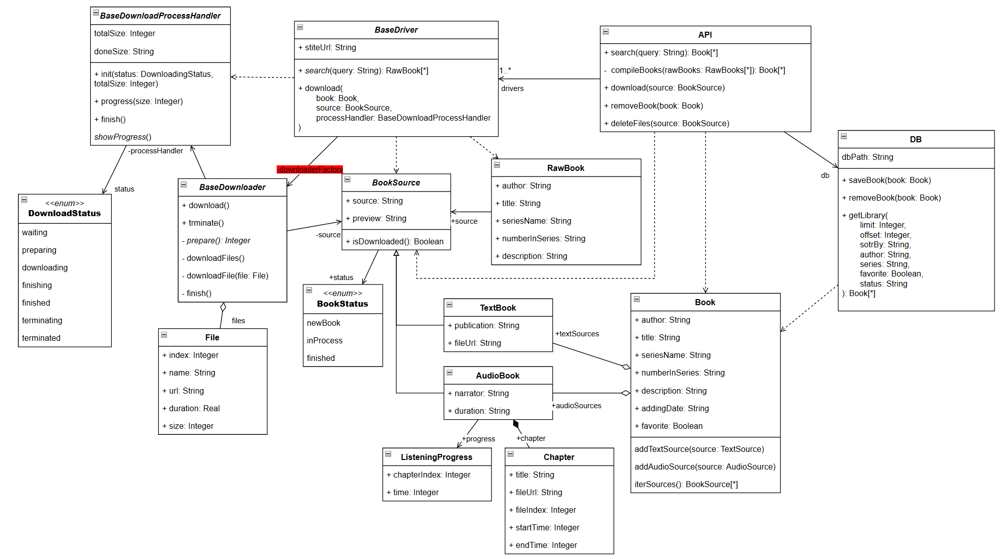 BaseDownloadProcessHandler
totalSize: Integer
doneSize: String
+ init(status: DownloadingStatus,
totalSize: Integer)
+ progress(size: Integer)
+ finish()
showProgress()
BaseDriver
+ stiteUrl: String
+ search(query: String): RawBook[*]
+ download(
book: Book,
source: BookSource,
processHandler: BaseDownloadProcessHandler
)
API
+ search(query: String): Book[*]
- compileBooks(rawBooks: RawBooks[*]): Book[*]
+ download(source: BookSource)
+ removeBook(book: Book)
+ deleteFiles(source: BookSource)
1..*
drivers
DB
dbPath: String
+ saveBook(book: Book)
+ removeBook(book: Book)
+ getLibrary(
limit: Integer,
offset: Integer,
sotrBy: String,
author: String,
series: String,
favorite: Boolean,
status: String
): Book[*]
db
-processHandler
status
-downloaderFactory
<<enum>>
DownloadStatus
waiting
preparing
downloading
finishing
finished
terminating
terminated
BaseDownloader
+ download()
+ trminate()
- prepare(): Integer
- downloadFiles()
- downloadFile(file: File)
- finish()
-source
files
File
+ index: Integer
+ name: String
+ url: String
+ duration: Real
+ size: Integer
BookSource
+ source: String
+ preview: String
+ isDownloaded(): Boolean
+source
RawBook
+ author: String
+ title: String
+ seriesName: String
+ numberInSeries: String
+ description: String
+status
<<enum>>
BookStatus
newBook
inProcess
finished
TextBook
+ publication: String
+ fileUrl: String
+textSources
AudioBook
+ narrator: String
+ duration: String
+audioSources
+progress
+chapter
ListeningProgress
+ chapterIndex: Integer
+ time: Integer
Chapter
+ title: String
+ fileUrl: String
+ fileIndex: Integer
+ startTime: Integer
+ endTime: Integer
Book
+ author: String
+ title: String
+ seriesName: String
+ numberInSeries: String
+ description: String
+ addingDate: String
+ favorite: Boolean
addTextSource(source: TextSource)
addAudioSource(source: AudioSource)
iterSources(): BookSource[*]